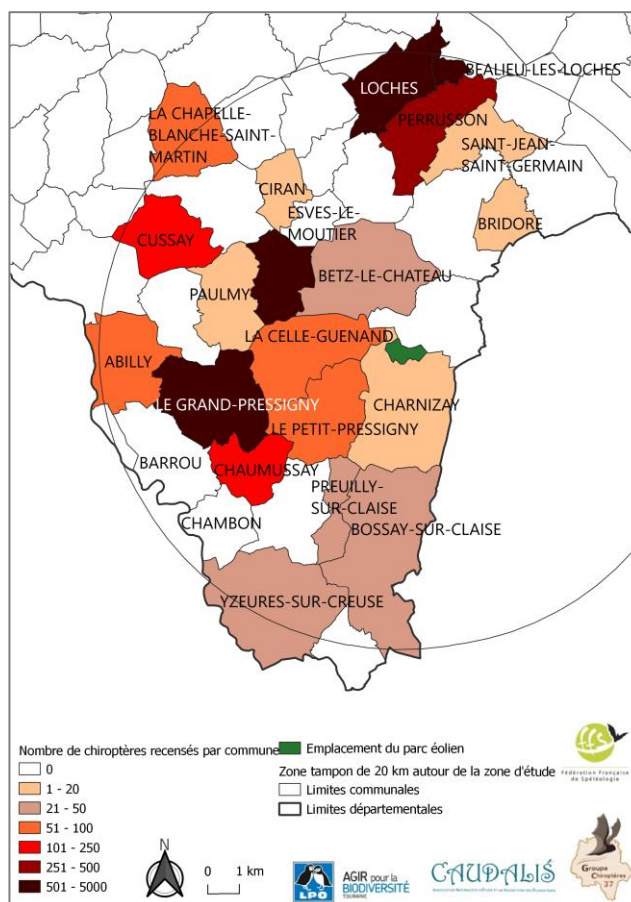 BEALIEU-LES-LOCHES
LOCHES
LA CHAPELLE-
BLANCHE-SAINT-
MARTIN
PERRUSSON
SAINT-JEAN-
SAINT-GERMAIN
CIRAN
ESVES-LE-
MOUTIER
BRIDORE
CUSSAY
BETZ-LE-CHATEAU
PAULMY
LA CELLE-GUENAND
ABILLY
LE GRAND-PRESSIGNY
CHARNIZAY
LE PETIT-PRESSIGNY
BARROU
CHAUMUSSAY
PREUILLY-
SUR-CLAISE
CHAMBON
BOSSAY-SUR-CLAISE
YZEURES-SUR-CREUSE
Nombre de chiroptères recensés par commune
0
1 - 20
21 - 50
51 - 100
101 - 250
251 - 500
501 - 5000
Emplacement du parc éolien
Zone tampon de 20 km autour de la zone d'étude
Limites communales
Limites départementales
ffs
Fédération Française
de Spéléologie
N
0 1 km
LPO
AGIR pour la
BIODIVERSITÉ
TOURAINE
CAUDALIS
Groupe
Chiroptères
37